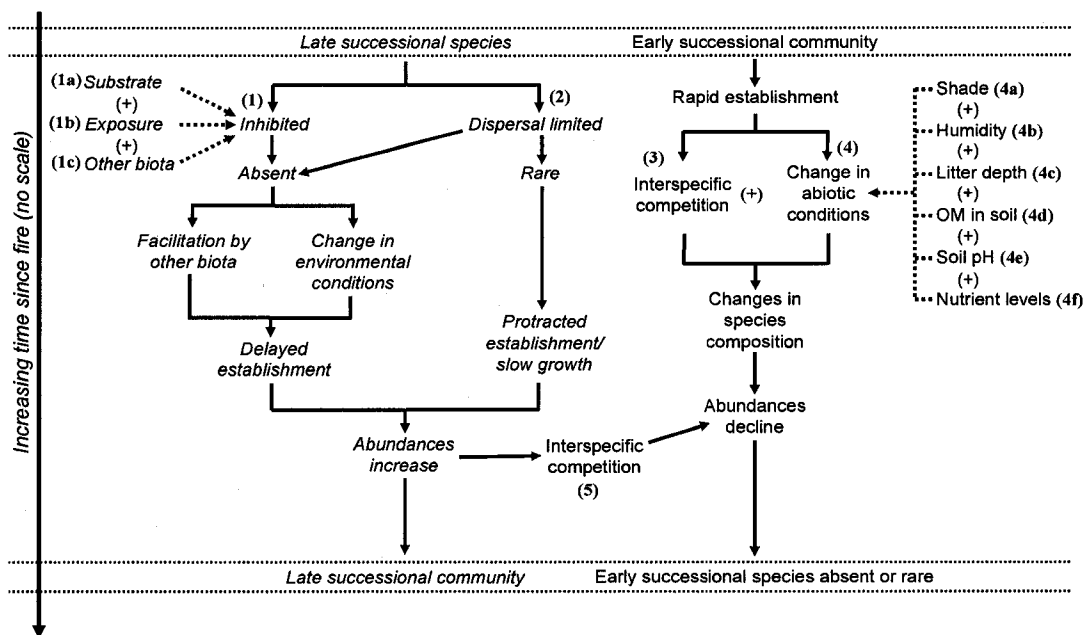 Increasing time since fire (no scale)
Late successional species
Early successional community
(1a) Substrate
(+)
(1b) Exposure
(+)
(1c) Other biota
(1)
Inhibited
(2)
Dispersal limited
Absent
Rare
Facilitation by
other biota
Change in
environmental
conditions
Delayed
establishment
Protracted
establishment/
slow growth
Abundances
increase
Interspecific
competition
(5)
Rapid establishment
(3)
Interspecific
competition
(+)
(4)
Change in
abiotic
conditions
Shade (4a)
(+)
Humidity (4b)
(+)
Litter depth (4c)
(+)
OM in soil (4d)
(+)
Soil pH (4e)
(+)
Nutrient levels (4f)
Changes in
species
composition
Abundances
decline
Late successional community
Early successional species absent or rare